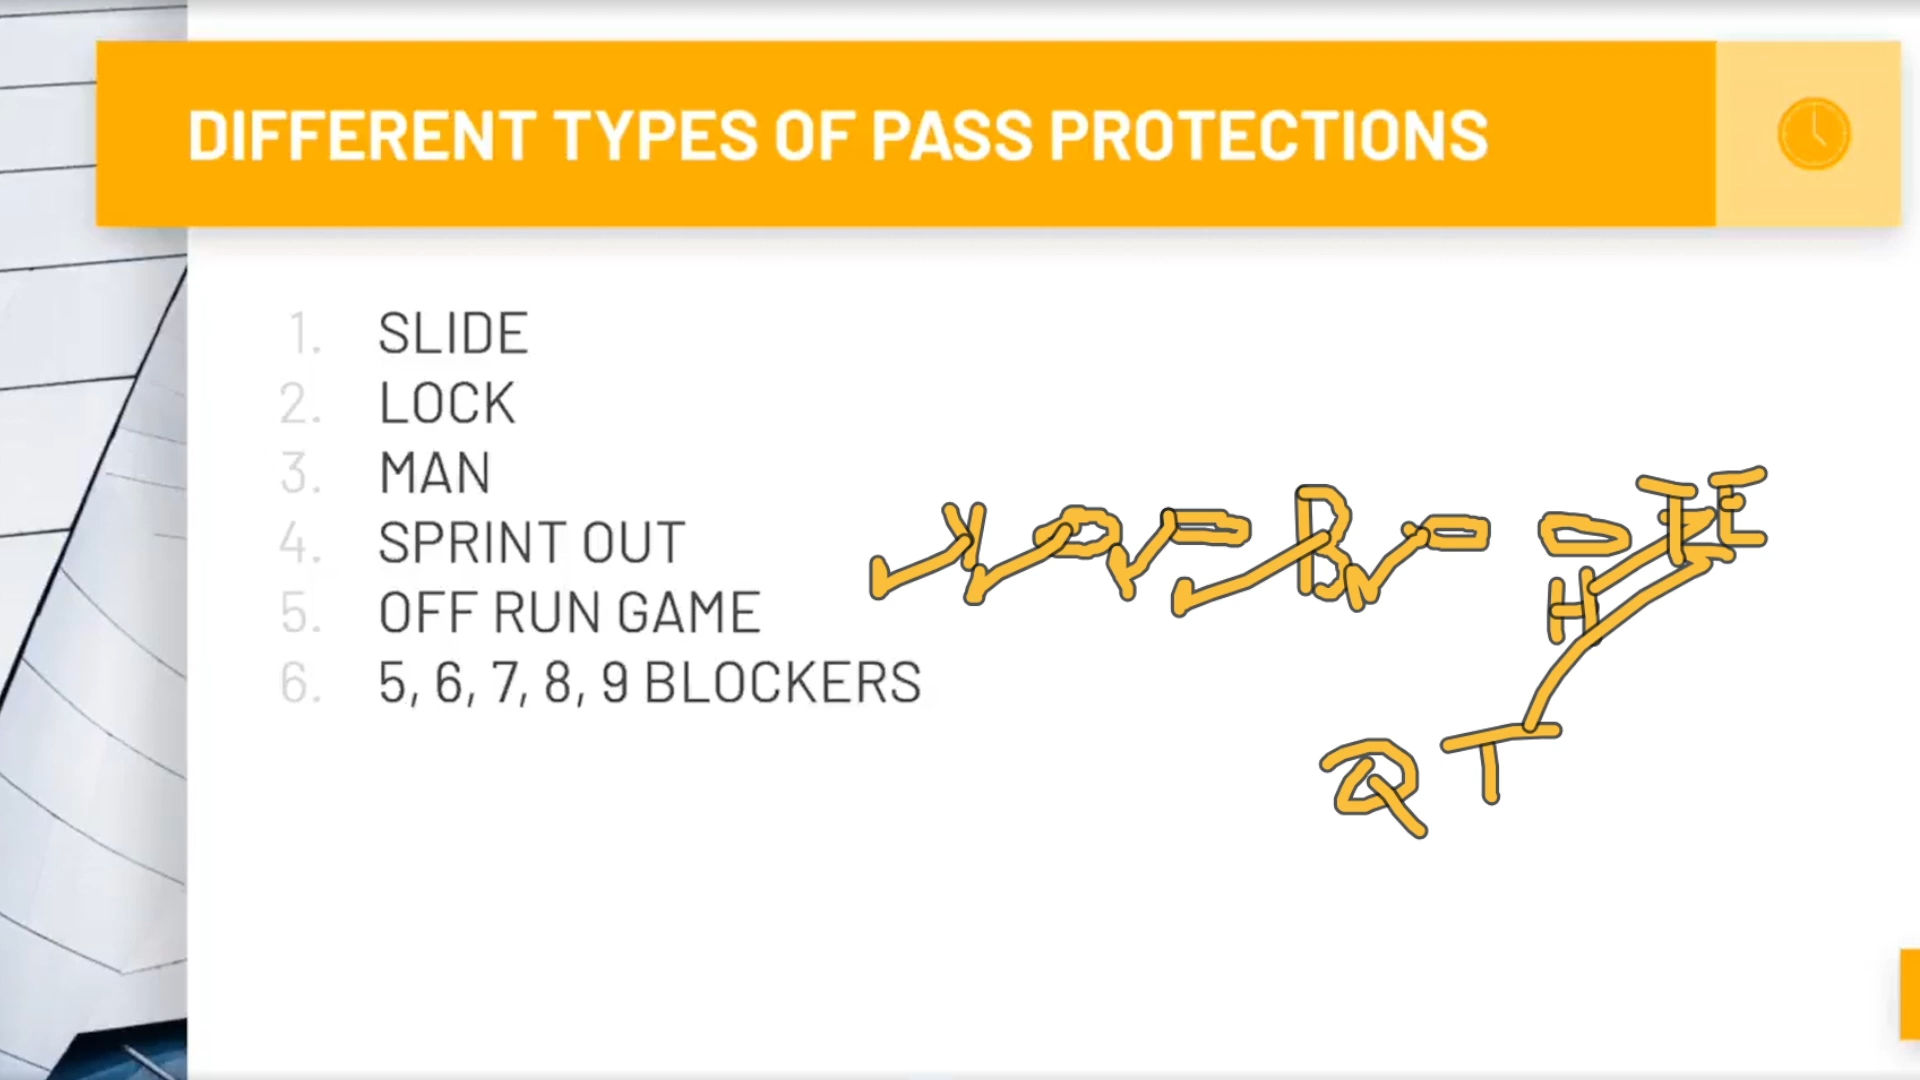 DIFFERENT TYPES OF PASS PROTECTIONS
1. SLIDE
2. LOCK
3. MAN
4. SPRINT OUT
5. OFF RUN GAME
6. 5, 6, 7, 8, 9 BLOCKERS
Y B TE
H
Q T